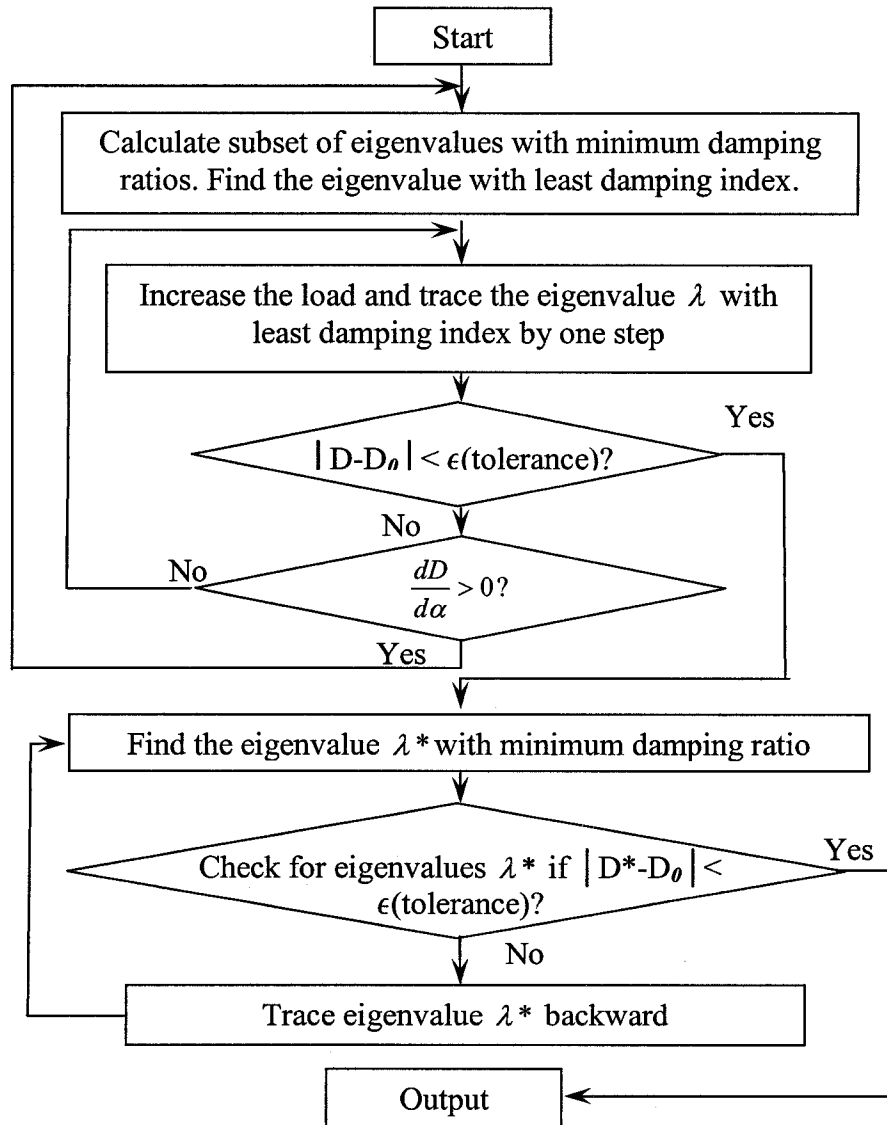 Start
Calculate subset of eigenvalues with minimum damping
ratios. Find the eigenvalue with least damping index.
Increase the load and trace the eigenvalue λ with
least damping index by one step
Yes
|D-D₀| < ϵ(tolerance)?
No
No
dD
dα
> 0?
Yes
Find the eigenvalue λ* with minimum damping ratio
Yes
Check for eigenvalues λ* if |D*-D₀| <
ϵ(tolerance)?
No
Trace eigenvalue λ* backward
Output